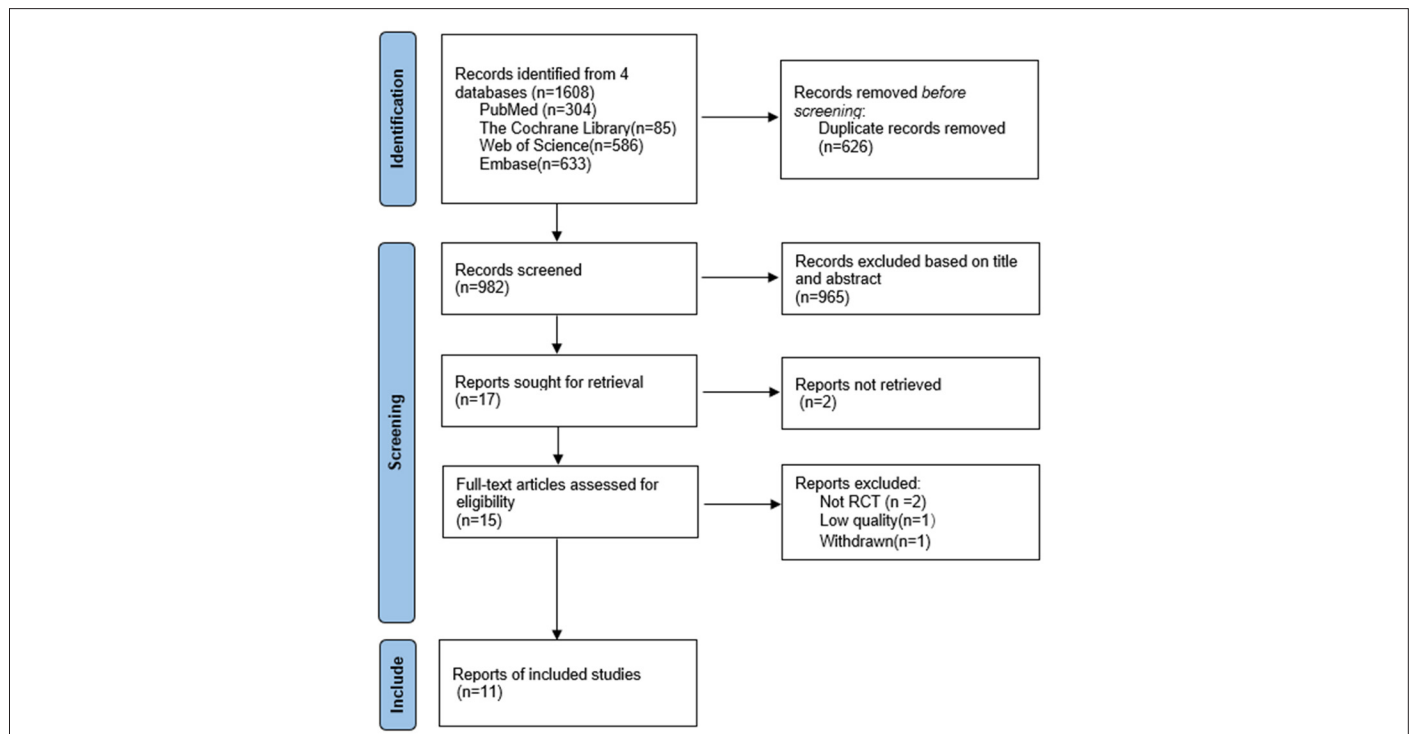 Identification
Records identified from 4
databases (n=1608)
PubMed (n=304)
The Cochrane Library(n=85)
Web of Science(n=586)
Embase(n=633)
Records removed before
screening:
Duplicate records removed
(n=626)
Screening
Records screened
(n=982)
Records excluded based on title
and abstract
(n=965)
Reports sought for retrieval
(n=17)
Reports not retrieved
(n=2)
Full-text articles assessed for
eligibility
(n=15)
Reports excluded:
Not RCT (n =2)
Low quality(n=1）
Withdrawn(n=1)
Include
Reports of included studies
(n=11)